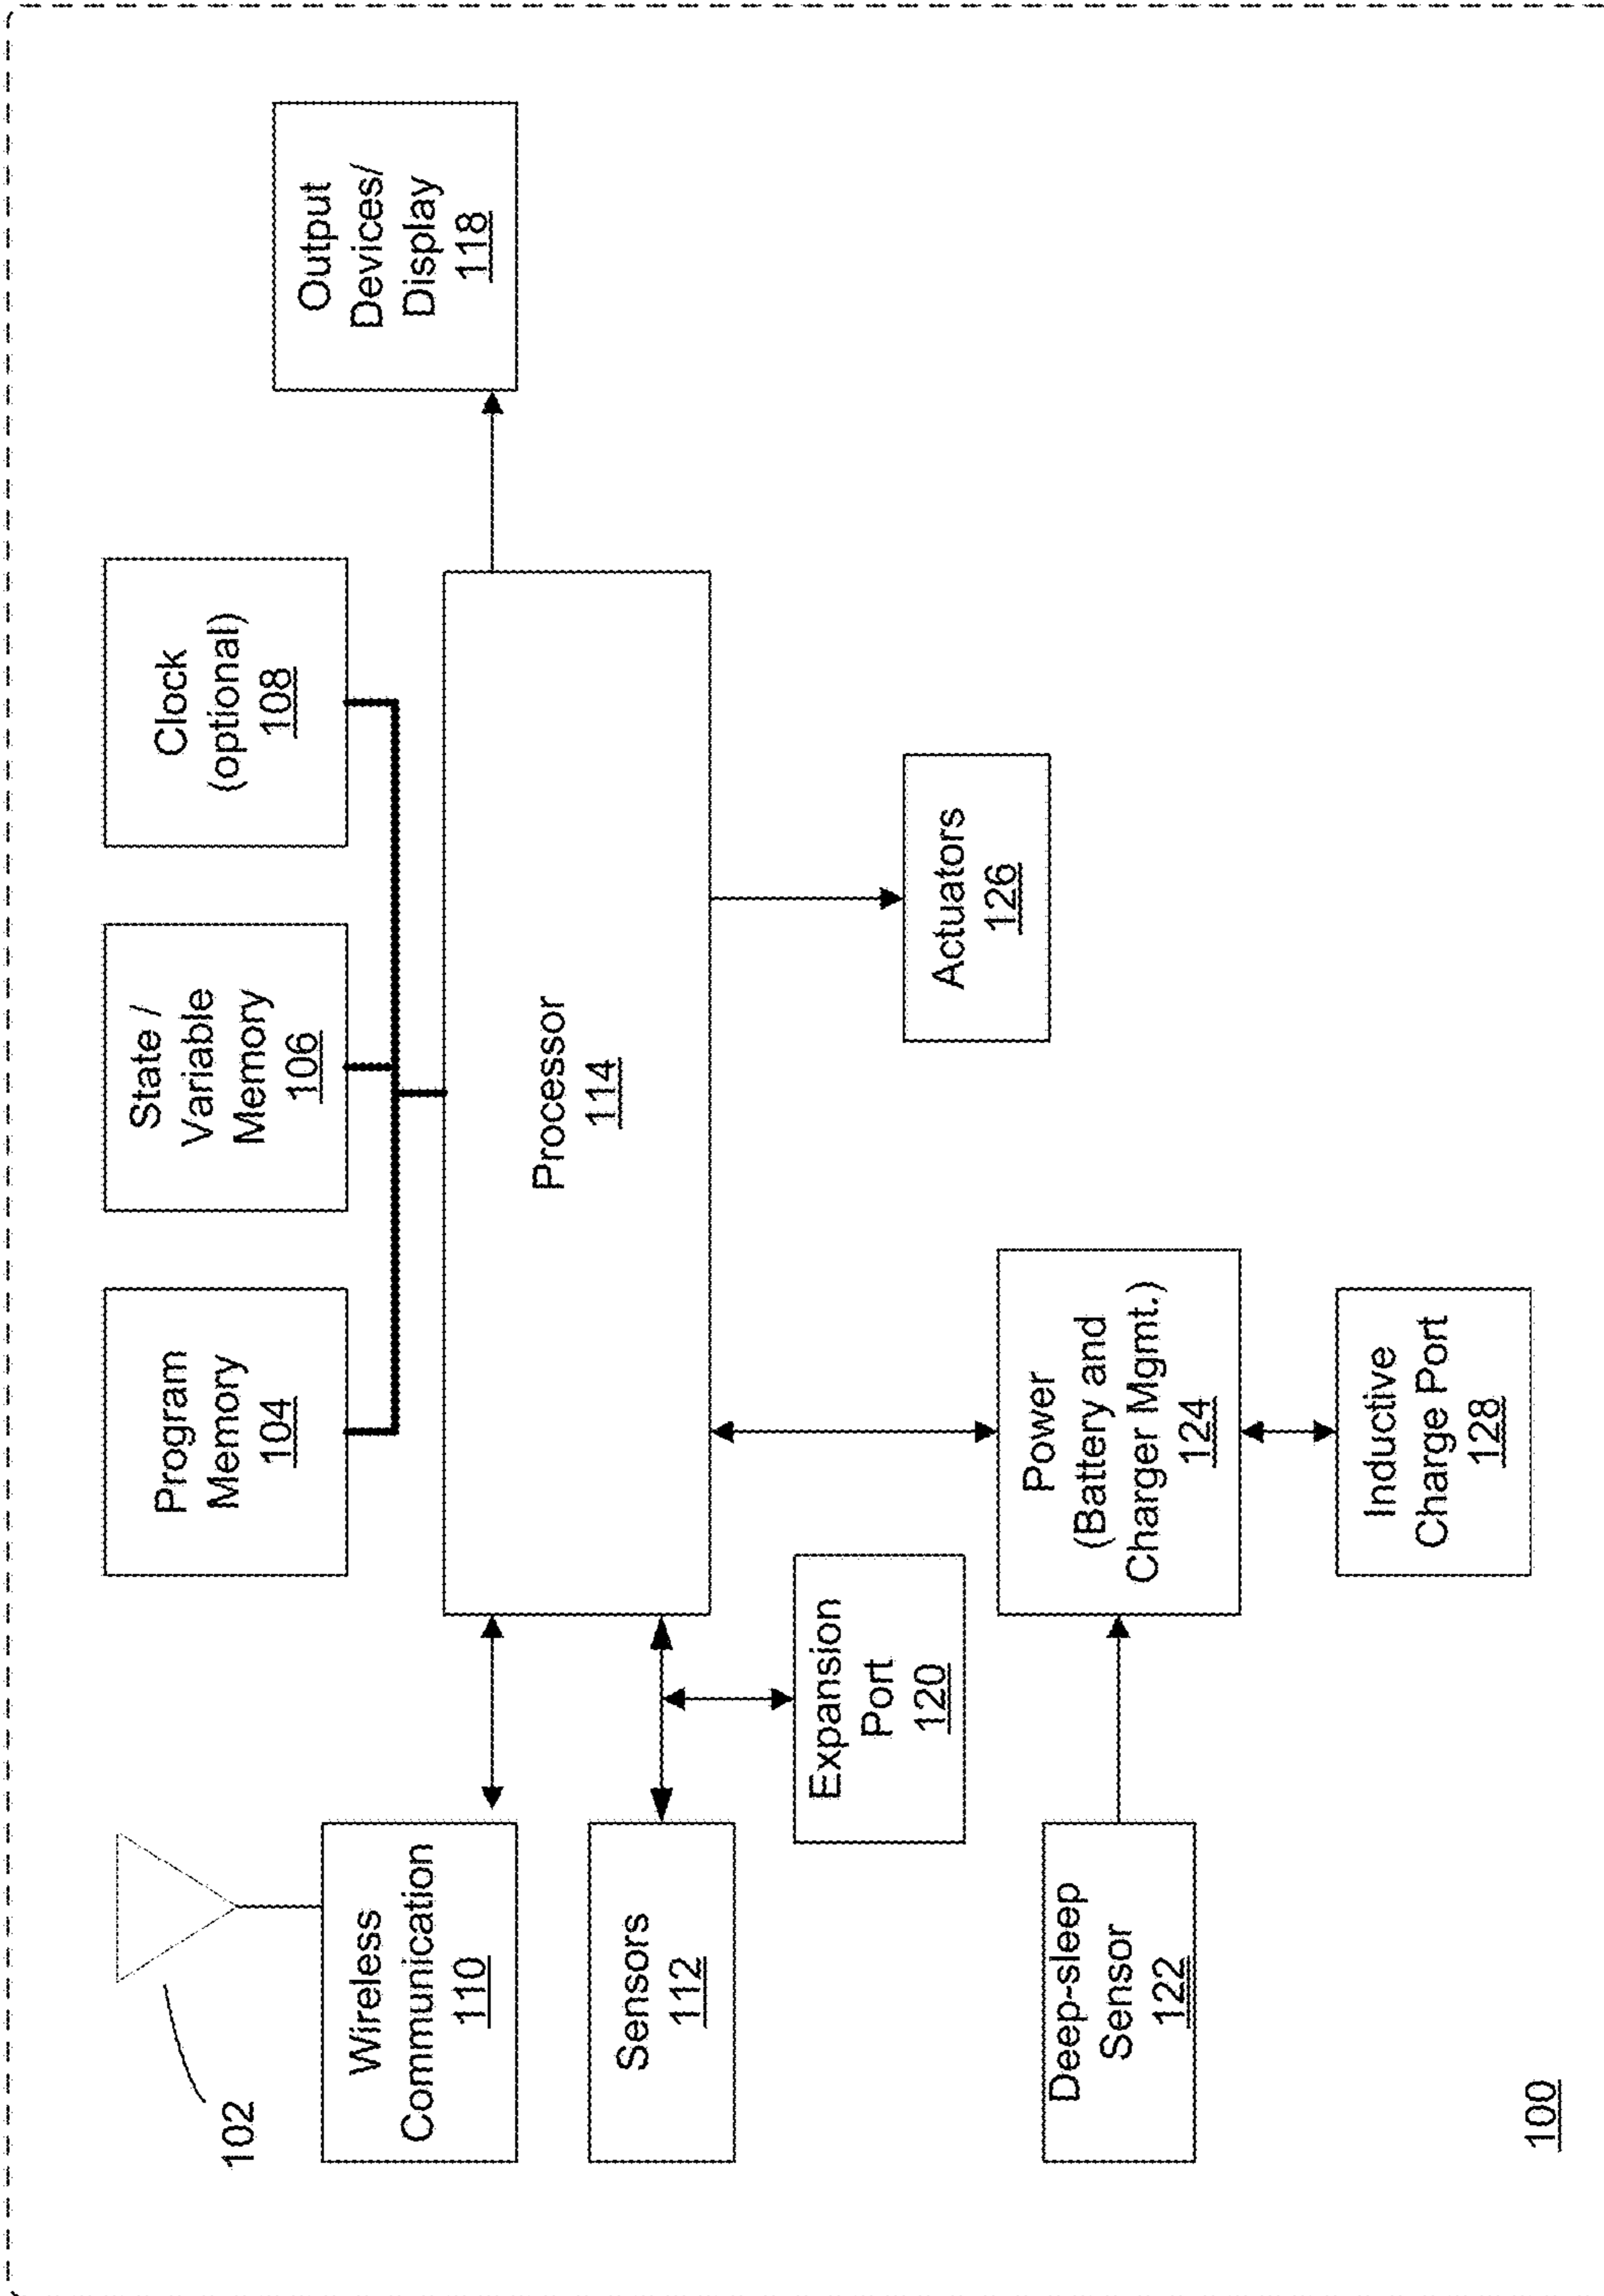 102
Program
Memory
104
State /
Variable
Memory
106
Clock
(optional)
108
Wireless
Communication
110
Output
Devices/
Display
118
Processor
114
Sensors
112
Expansion
Port
120
Actuators
126
Deep-sleep
Sensor
122
Power
(Battery and
Charger Mgmt.)
124
Inductive
Charge Port
128
100